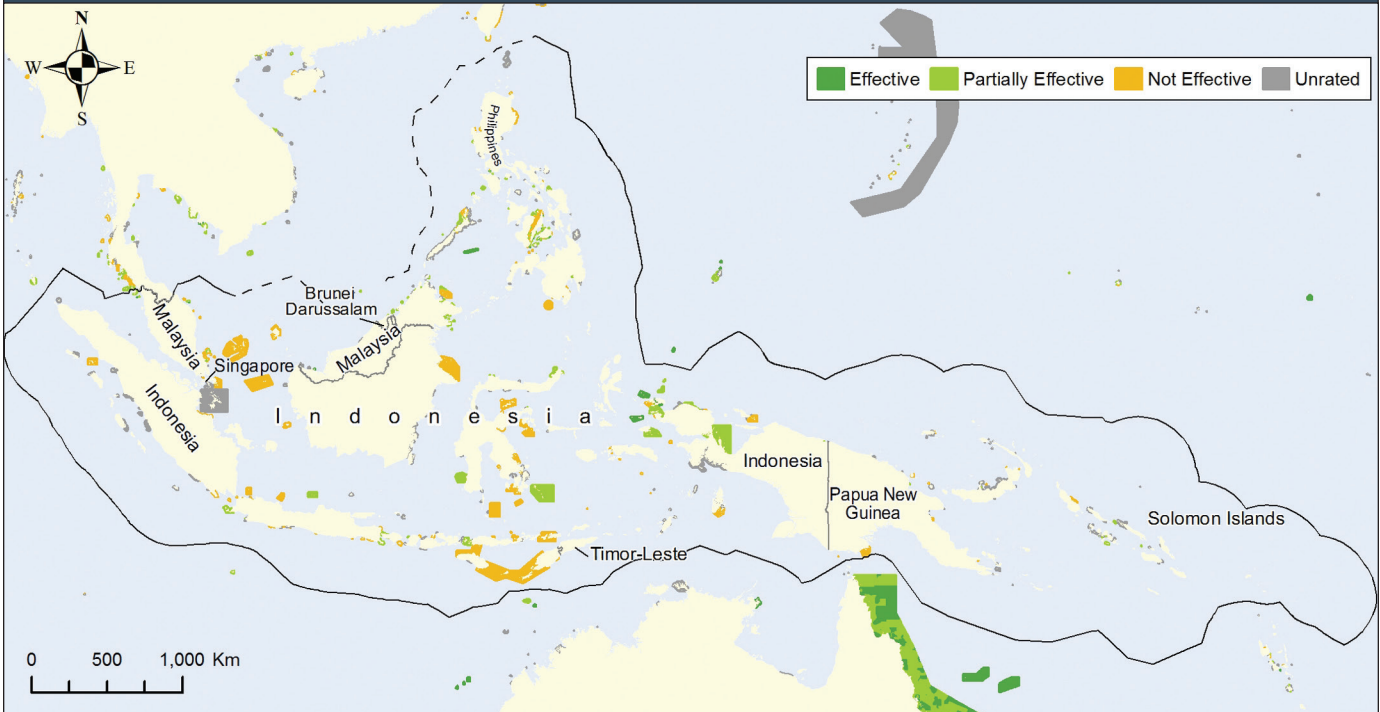 N
W E
S
Effective Partially Effective Not Effective Unrated
Philippines
Brunei
Darussalam
Malaysia
Malaysia
Singapore
Indonesia
Indonesia
Indonesia
Papua New
Guinea
Solomon Islands
Timor-Leste
0 500 1,000 Km